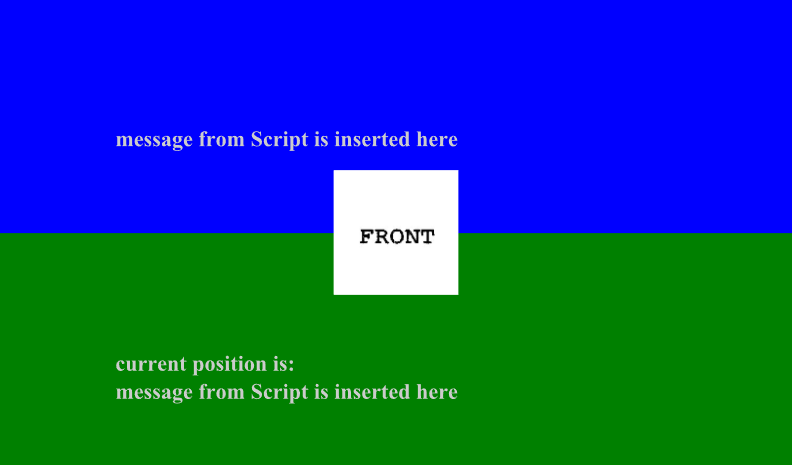 message from Script is inserted here
FRONT
current position is:
message from Script is inserted here